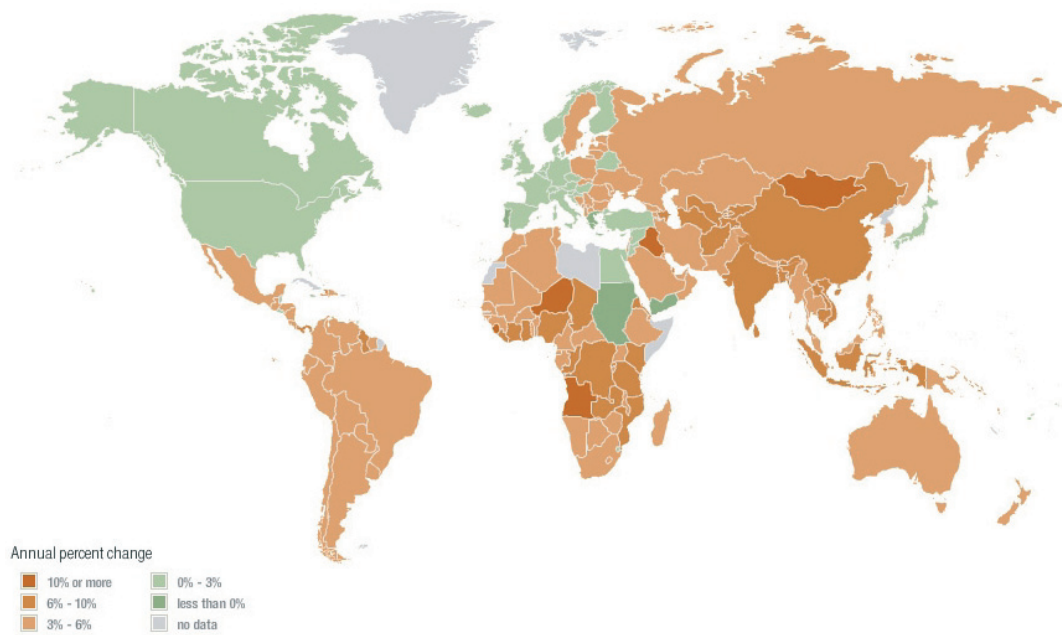 Annual percent change
10% or more
6% - 10%
3% - 6%
0% - 3%
less than 0%
no data